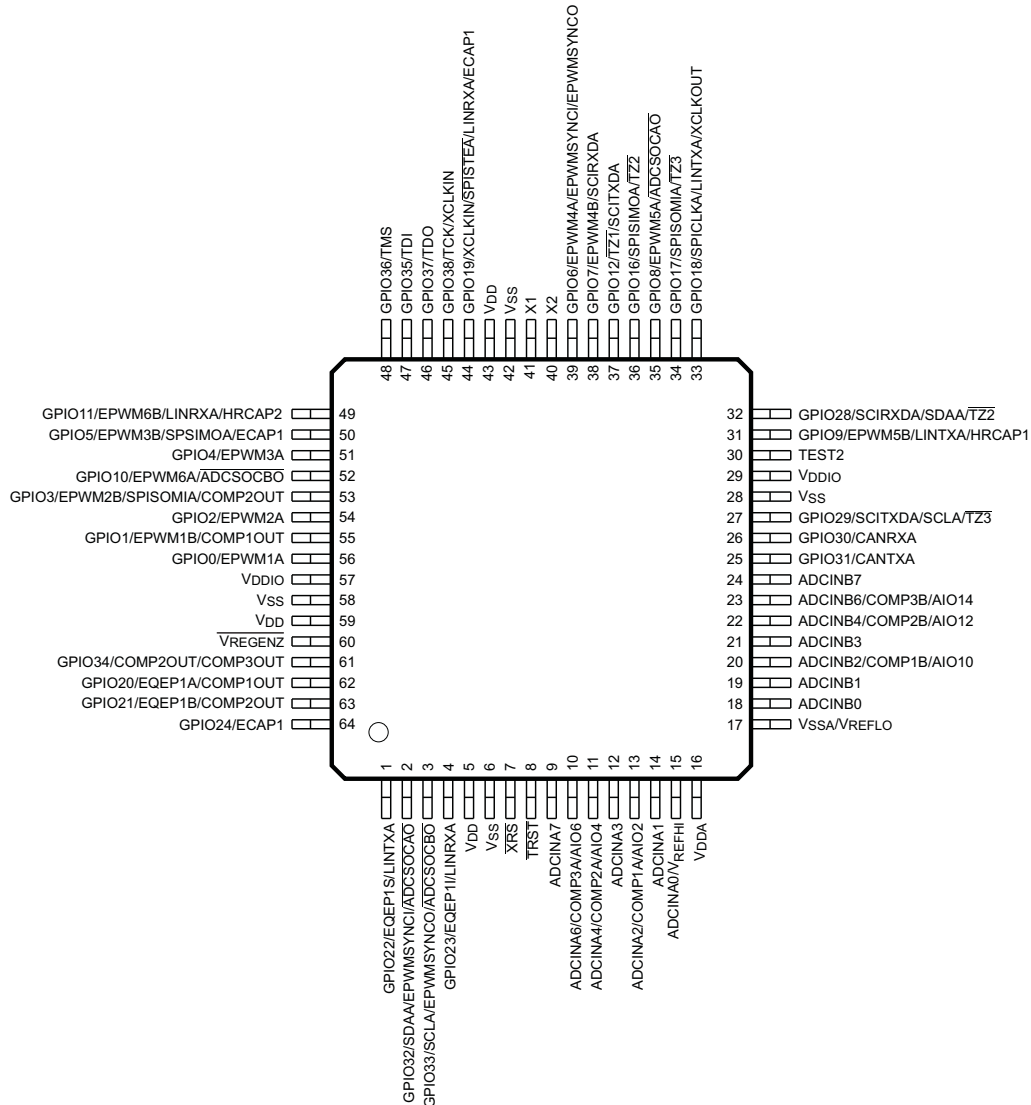 GPIO36/TMS
GPIO35/TDI
GPIO37/TDO
GPIO38/TCK/XCLKIN
GPIO19/XCLKIN/SPISTEA/LINRXA/ECAP1
VDD
VSS
X1
X2
GPIO6/EPWM4A/EPWMSYNCI/EPWMSYNCO
GPIO7/EPWM4B/SCIRXDA
GPIO12/TZ1/SCITXDA
GPIO16/SPISIMOA/TZ2
GPIO8/EPWM5A/ADCSOCAO
GPIO17/SPISOMIA/TZ3
GPIO18/SPICLKA/LINTXA/XCLKOUT
48 47 46 45 44 43 42 41 40 39 38 37 36 35 34 33
GPIO11/EPWM6B/LINRXA/HRCAP2 49
GPIO5/EPWM3B/SPSIMOA/ECAP1 50
GPIO4/EPWM3A 51
GPIO10/EPWM6A/ADCSOCBO 52
GPIO3/EPWM2B/SPISOMIA/COMP2OUT 53
GPIO2/EPWM2A 54
GPIO1/EPWM1B/COMP1OUT 55
GPIO0/EPWM1A 56
VDDIO 57
VSS 58
VDD 59
VREGENZ 60
GPIO34/COMP2OUT/COMP3OUT 61
GPIO20/EQEP1A/COMP1OUT 62
GPIO21/EQEP1B/COMP2OUT 63
GPIO24/ECAP1 64
32 GPIO28/SCIRXDA/SDAA/TZ2
31 GPIO9/EPWM5B/LINTXA/HRCAP1
30 TEST2
29 VDDIO
28 VSS
27 GPIO29/SCITXDA/SCLA/TZ3
26 GPIO30/CANRXA
25 GPIO31/CANTXA
24 ADCINB7
23 ADCINB6/COMP3B/AIO14
22 ADCINB4/COMP2B/AIO12
21 ADCINB3
20 ADCINB2/COMP1B/AIO10
19 ADCINB1
18 ADCINB0
17 VSSA/VREFLO
1 2 3 4 5 6 7 8 9 10 11 12 13 14 15 16
GPIO22/EQEP1S/LINTXA
GPIO32/SDAA/EPWMSYNCI/ADCSOCAO
GPIO33/SCLA/EPWMSYNCO/ADCSOCBO
GPIO23/EQEP1I/LINRXA
VDD
VSS
XRS
TRST
ADCINA7
ADCINA6/COMP3A/AIO6
ADCINA4/COMP2A/AIO4
ADCINA3
ADCINA2/COMP1A/AIO2
ADCINA1
ADCINA0/VREFHI
VDDA